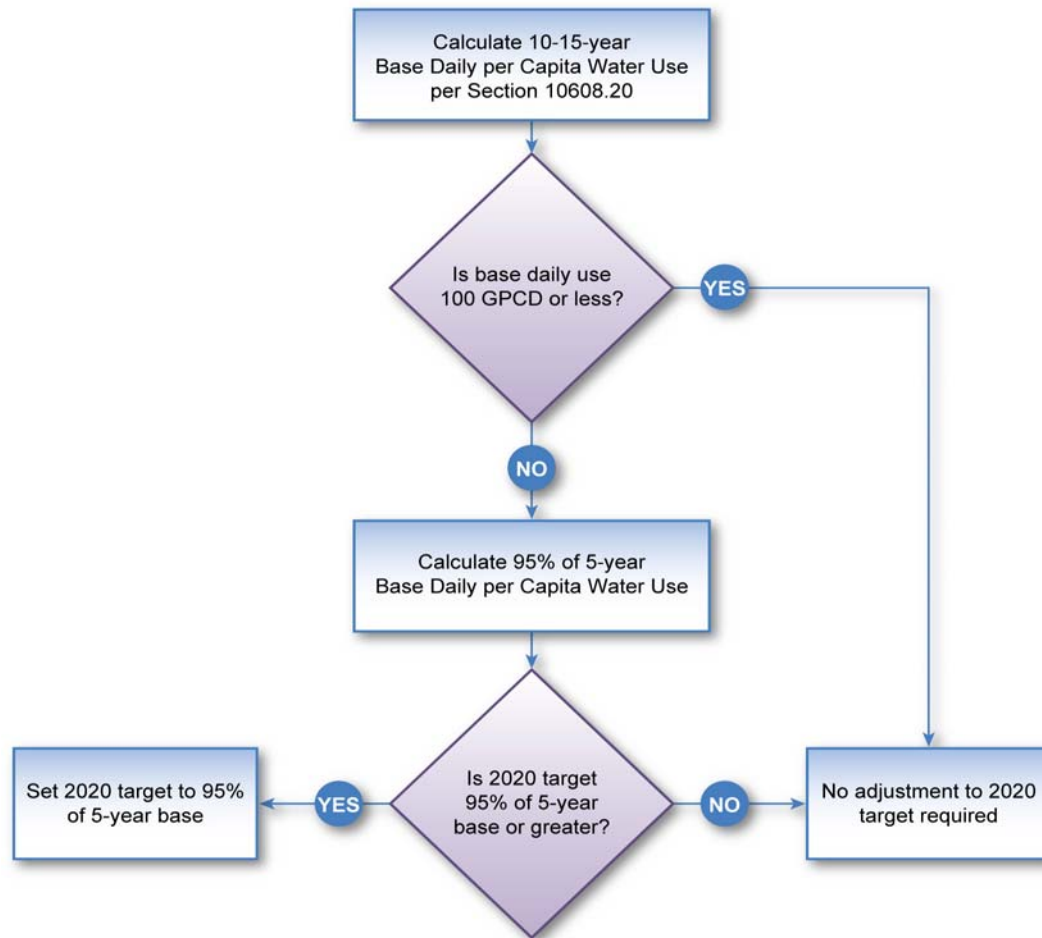 Calculate 10-15-year
Base Daily per Capita Water Use
per Section 10608.20
Is base daily use
100 GPCD or less?
YES
NO
Calculate 95% of 5-year
Base Daily per Capita Water Use
Is 2020 target
95% of 5-year
base or greater?
YES
Set 2020 target to 95%
of 5-year base
NO
No adjustment to 2020
target required